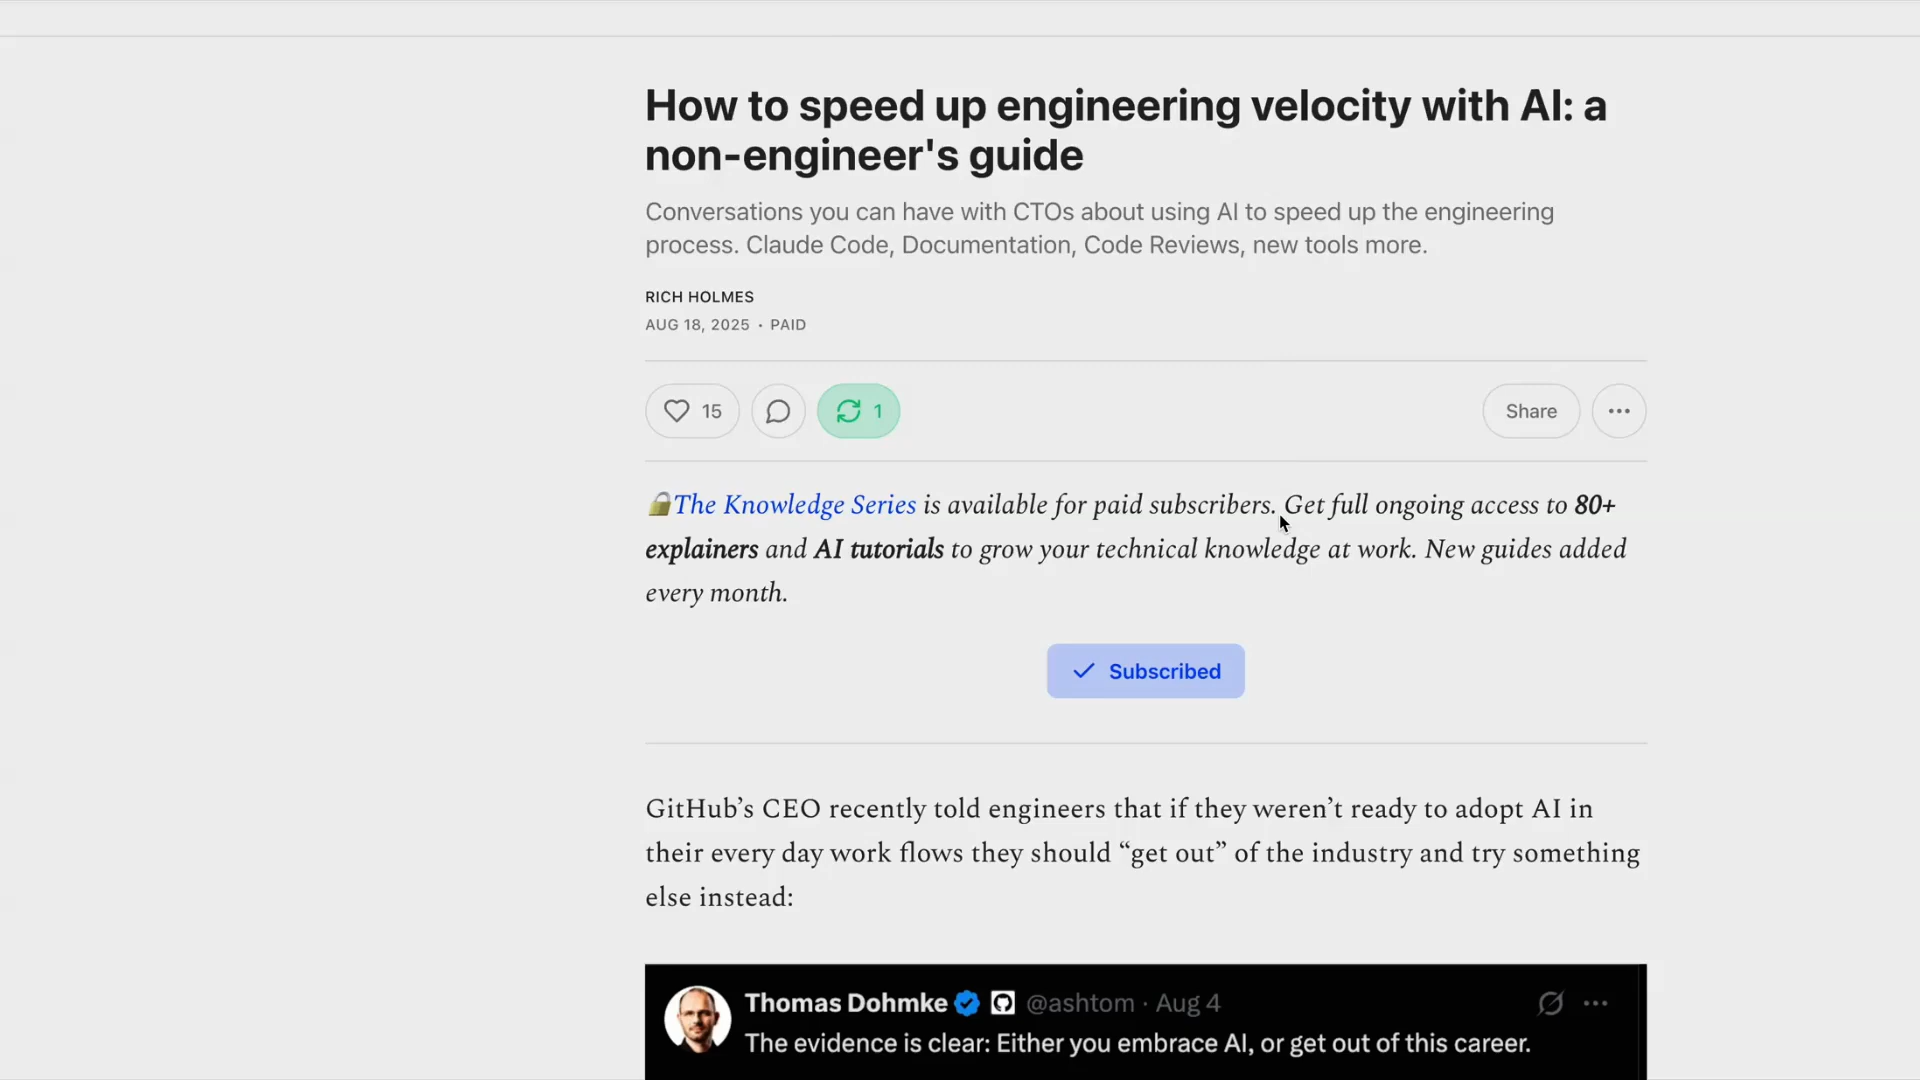 How to speed up engineering velocity with AI: a
non-engineer's guide
Conversations you can have with CTOs about using AI to speed up the engineering
process. Claude Code, Documentation, Code Reviews, new tools more.
RICH HOLMES
AUG 18, 2025 · PAID
15 1 Share
🔒The Knowledge Series is available for paid subscribers. Get full ongoing access to 80+
explainers and AI tutorials to grow your technical knowledge at work. New guides added
every month.
Subscribed
GitHub’s CEO recently told engineers that if they weren’t ready to adopt AI in
their every day work flows they should “get out” of the industry and try something
else instead:
Thomas Dohmke @ashtom · Aug 4
The evidence is clear: Either you embrace AI, or get out of this career.